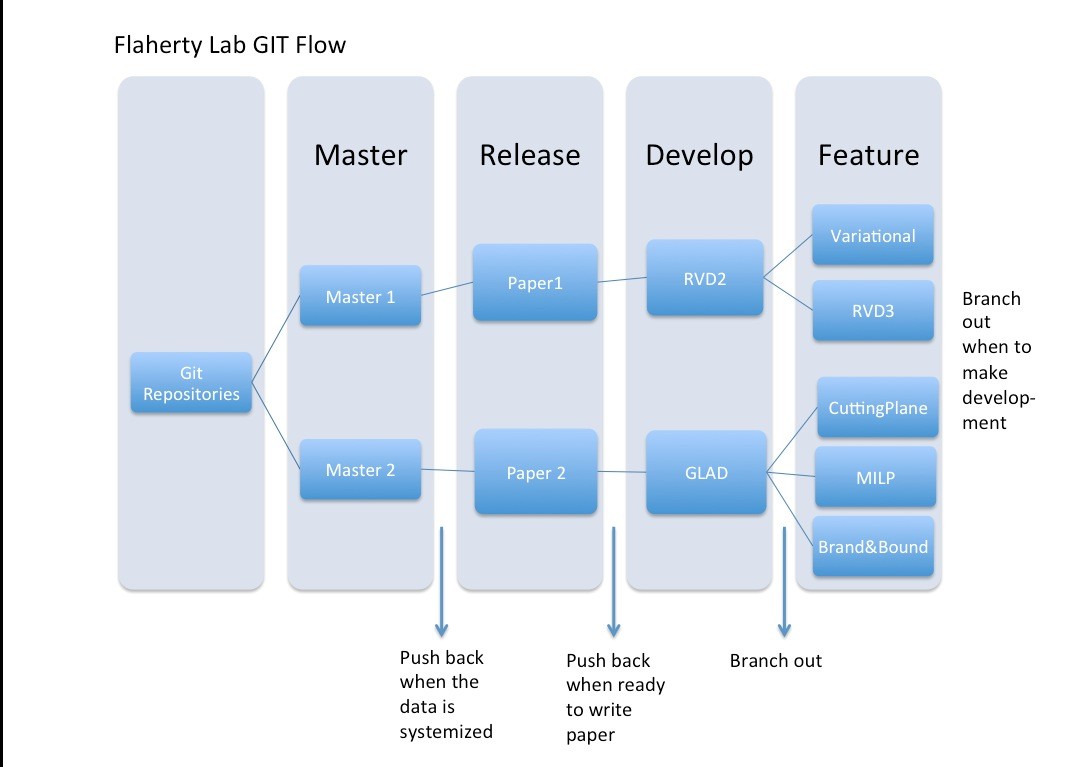 Flaherty Lab GIT Flow
Master
Release
Develop
Feature
Git
Repositories
Master 1
Paper1
RVD2
Variational
RVD3
Master 2
Paper 2
GLAD
CuttingPlane
MILP
Brand&Bound
Branch
out
when to
make
develop-
ment
Push back
when the
data is
systemized
Push back
when ready
to write
paper
Branch out